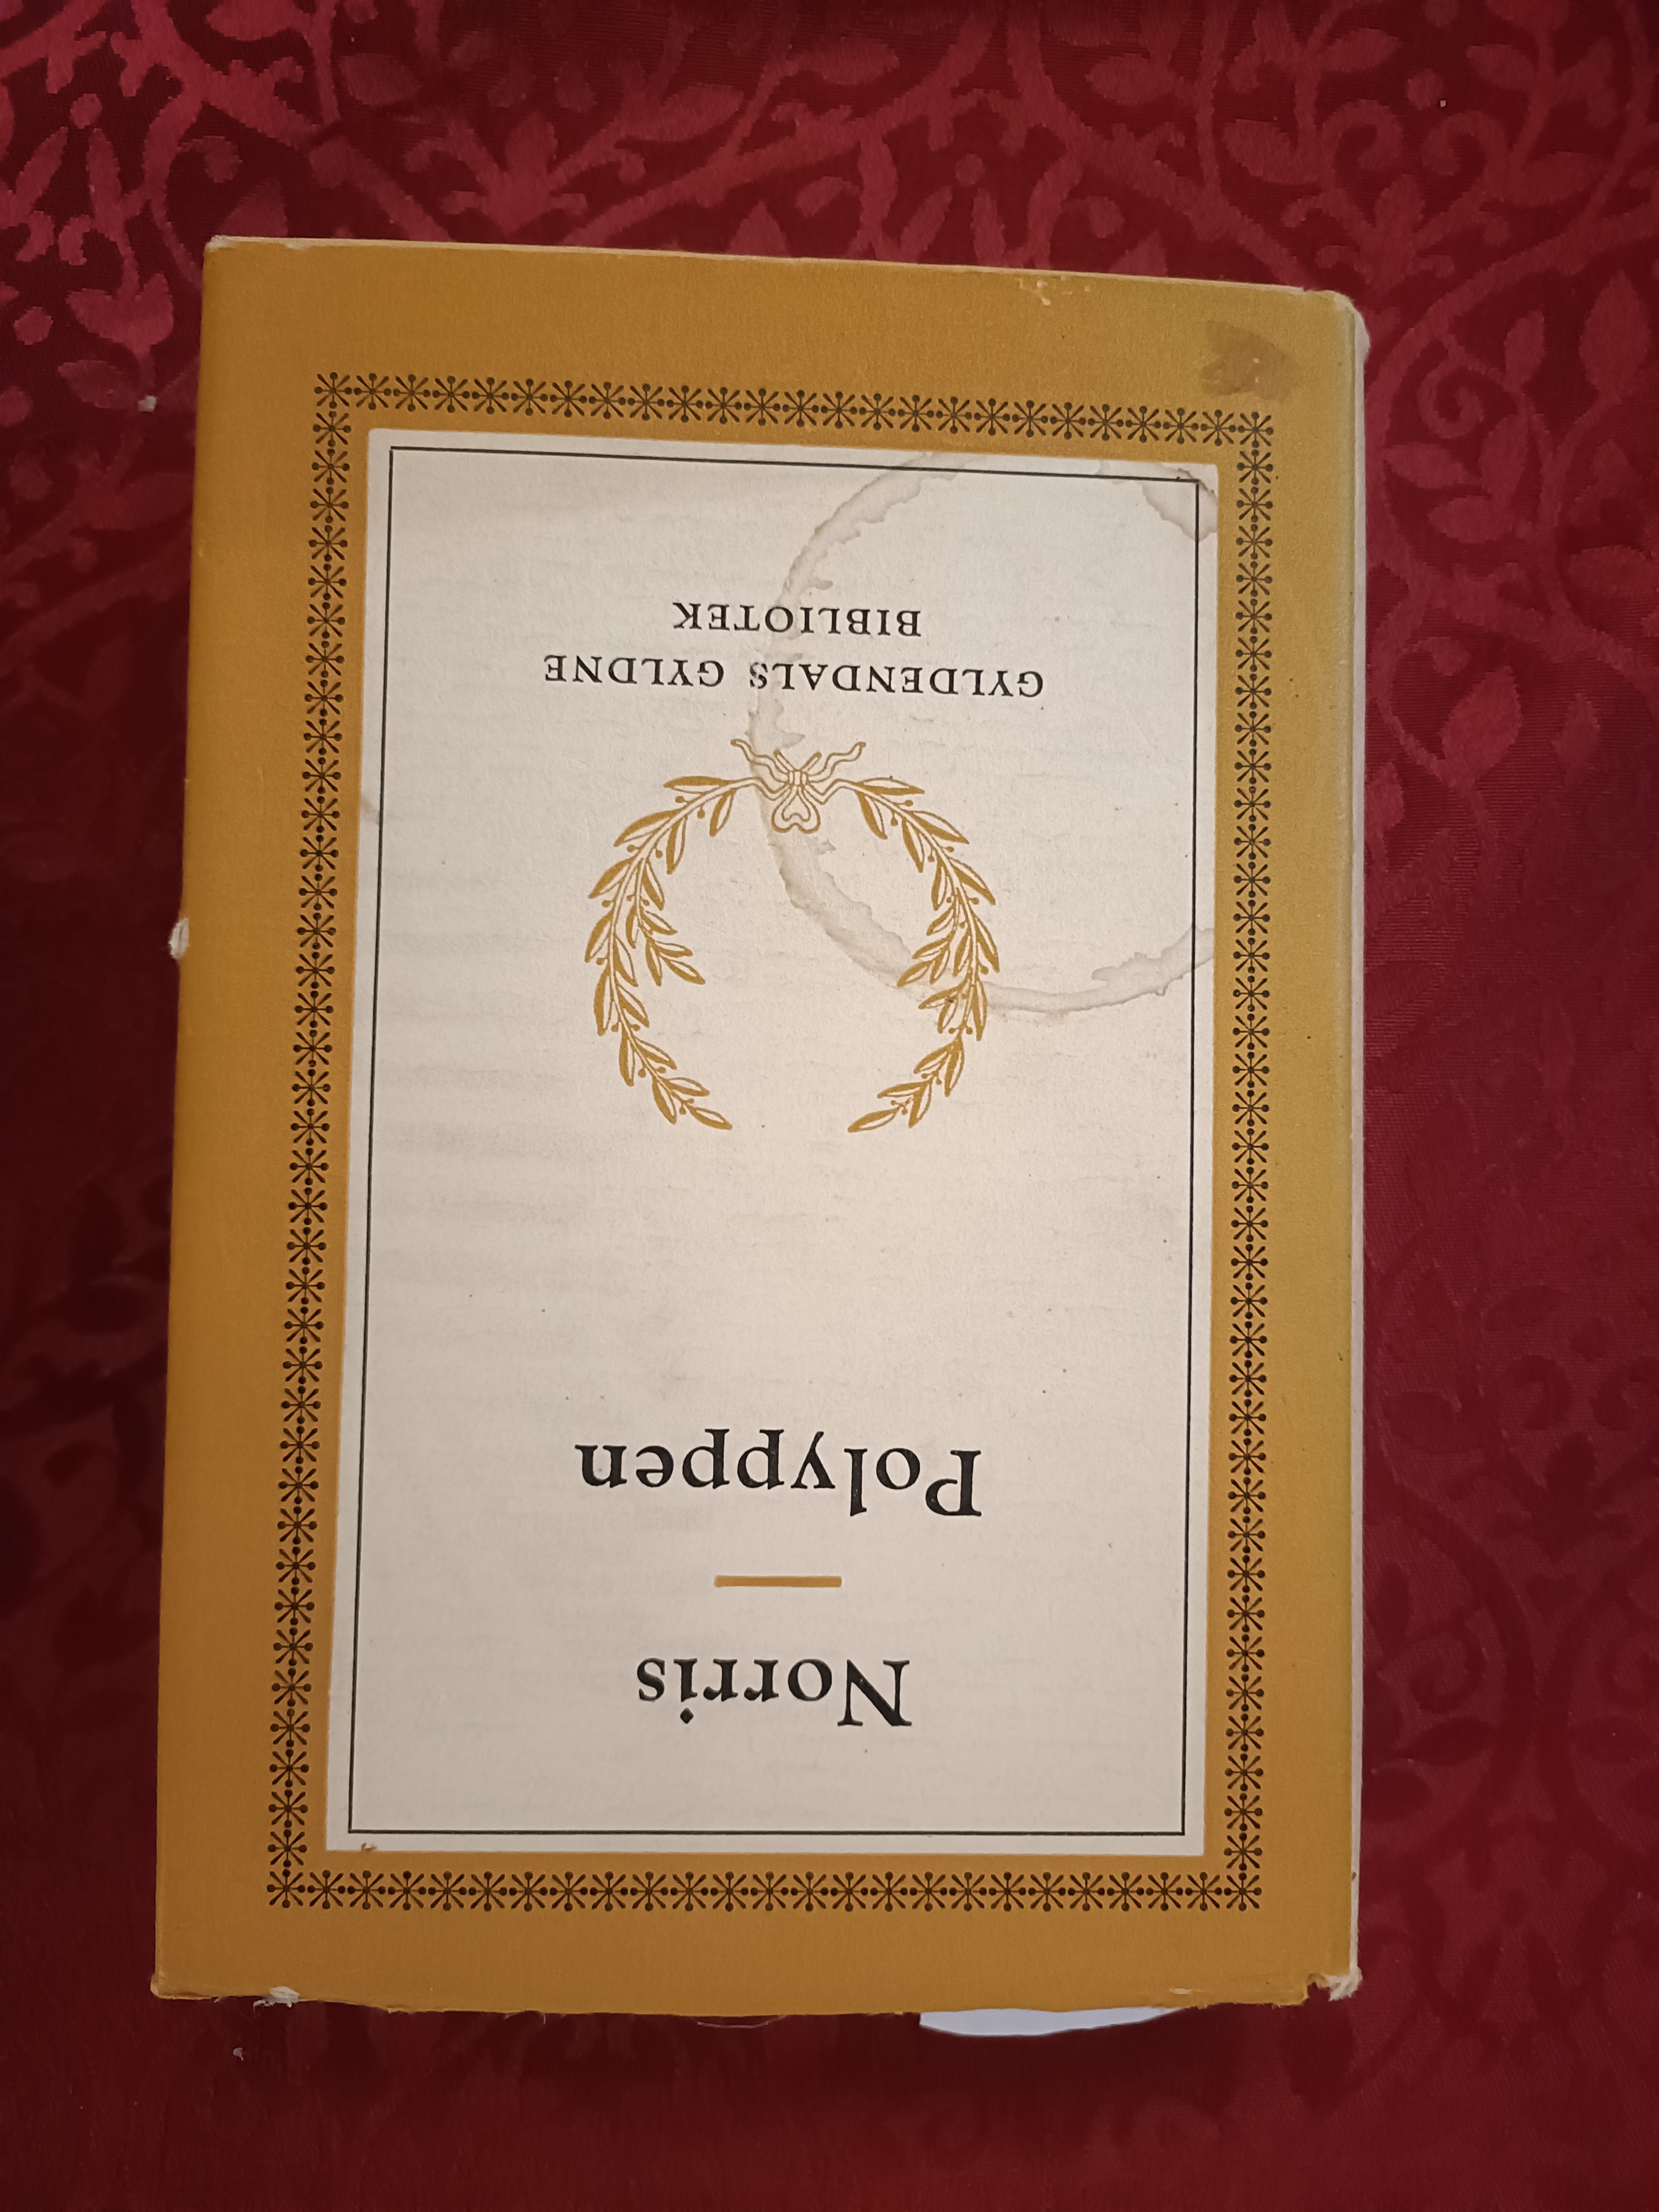 Norris
Polyppen
GYLDENDALS GYLDNE
BIBLIOTEK